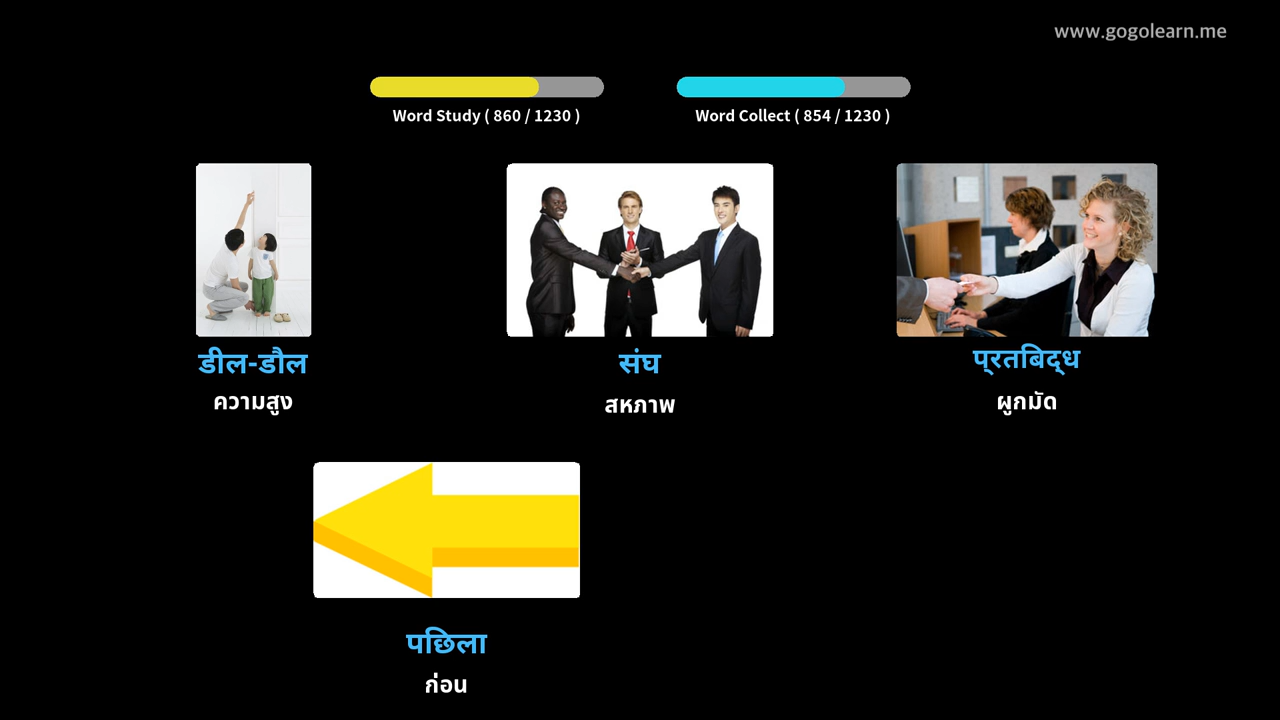 www.gogolearn.me
Word Study ( 860 / 1230 )
Word Collect ( 854 / 1230 )
डील-डौल
ความสูง
संघ
สหภาพ
प्रतबिद्ध
ผูกมัด
पछिला
ก่อน